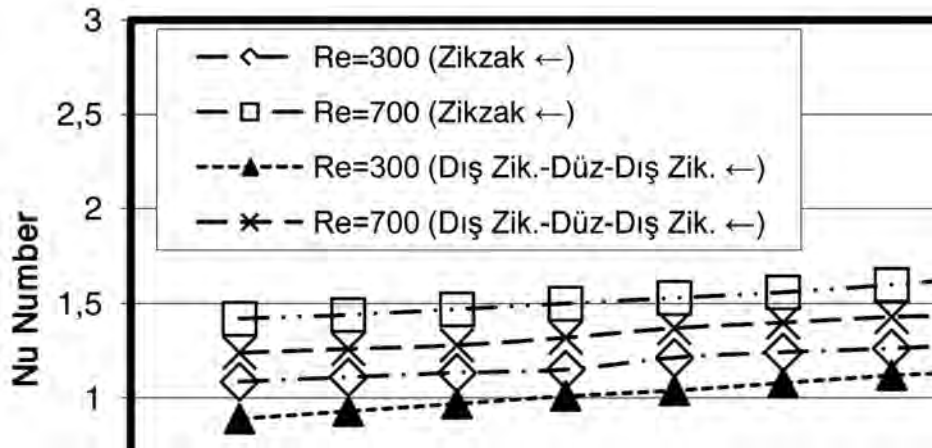 3
Re=300 (Zikzak ←)
Re=700 (Zikzak ←)
2,5
Re=300 (Dış Zik.-Düz-Dış Zik. ←)
2
Re=700 (Dış Zik.-Düz-Dış Zik. ←)
1,5
1
Nu Number